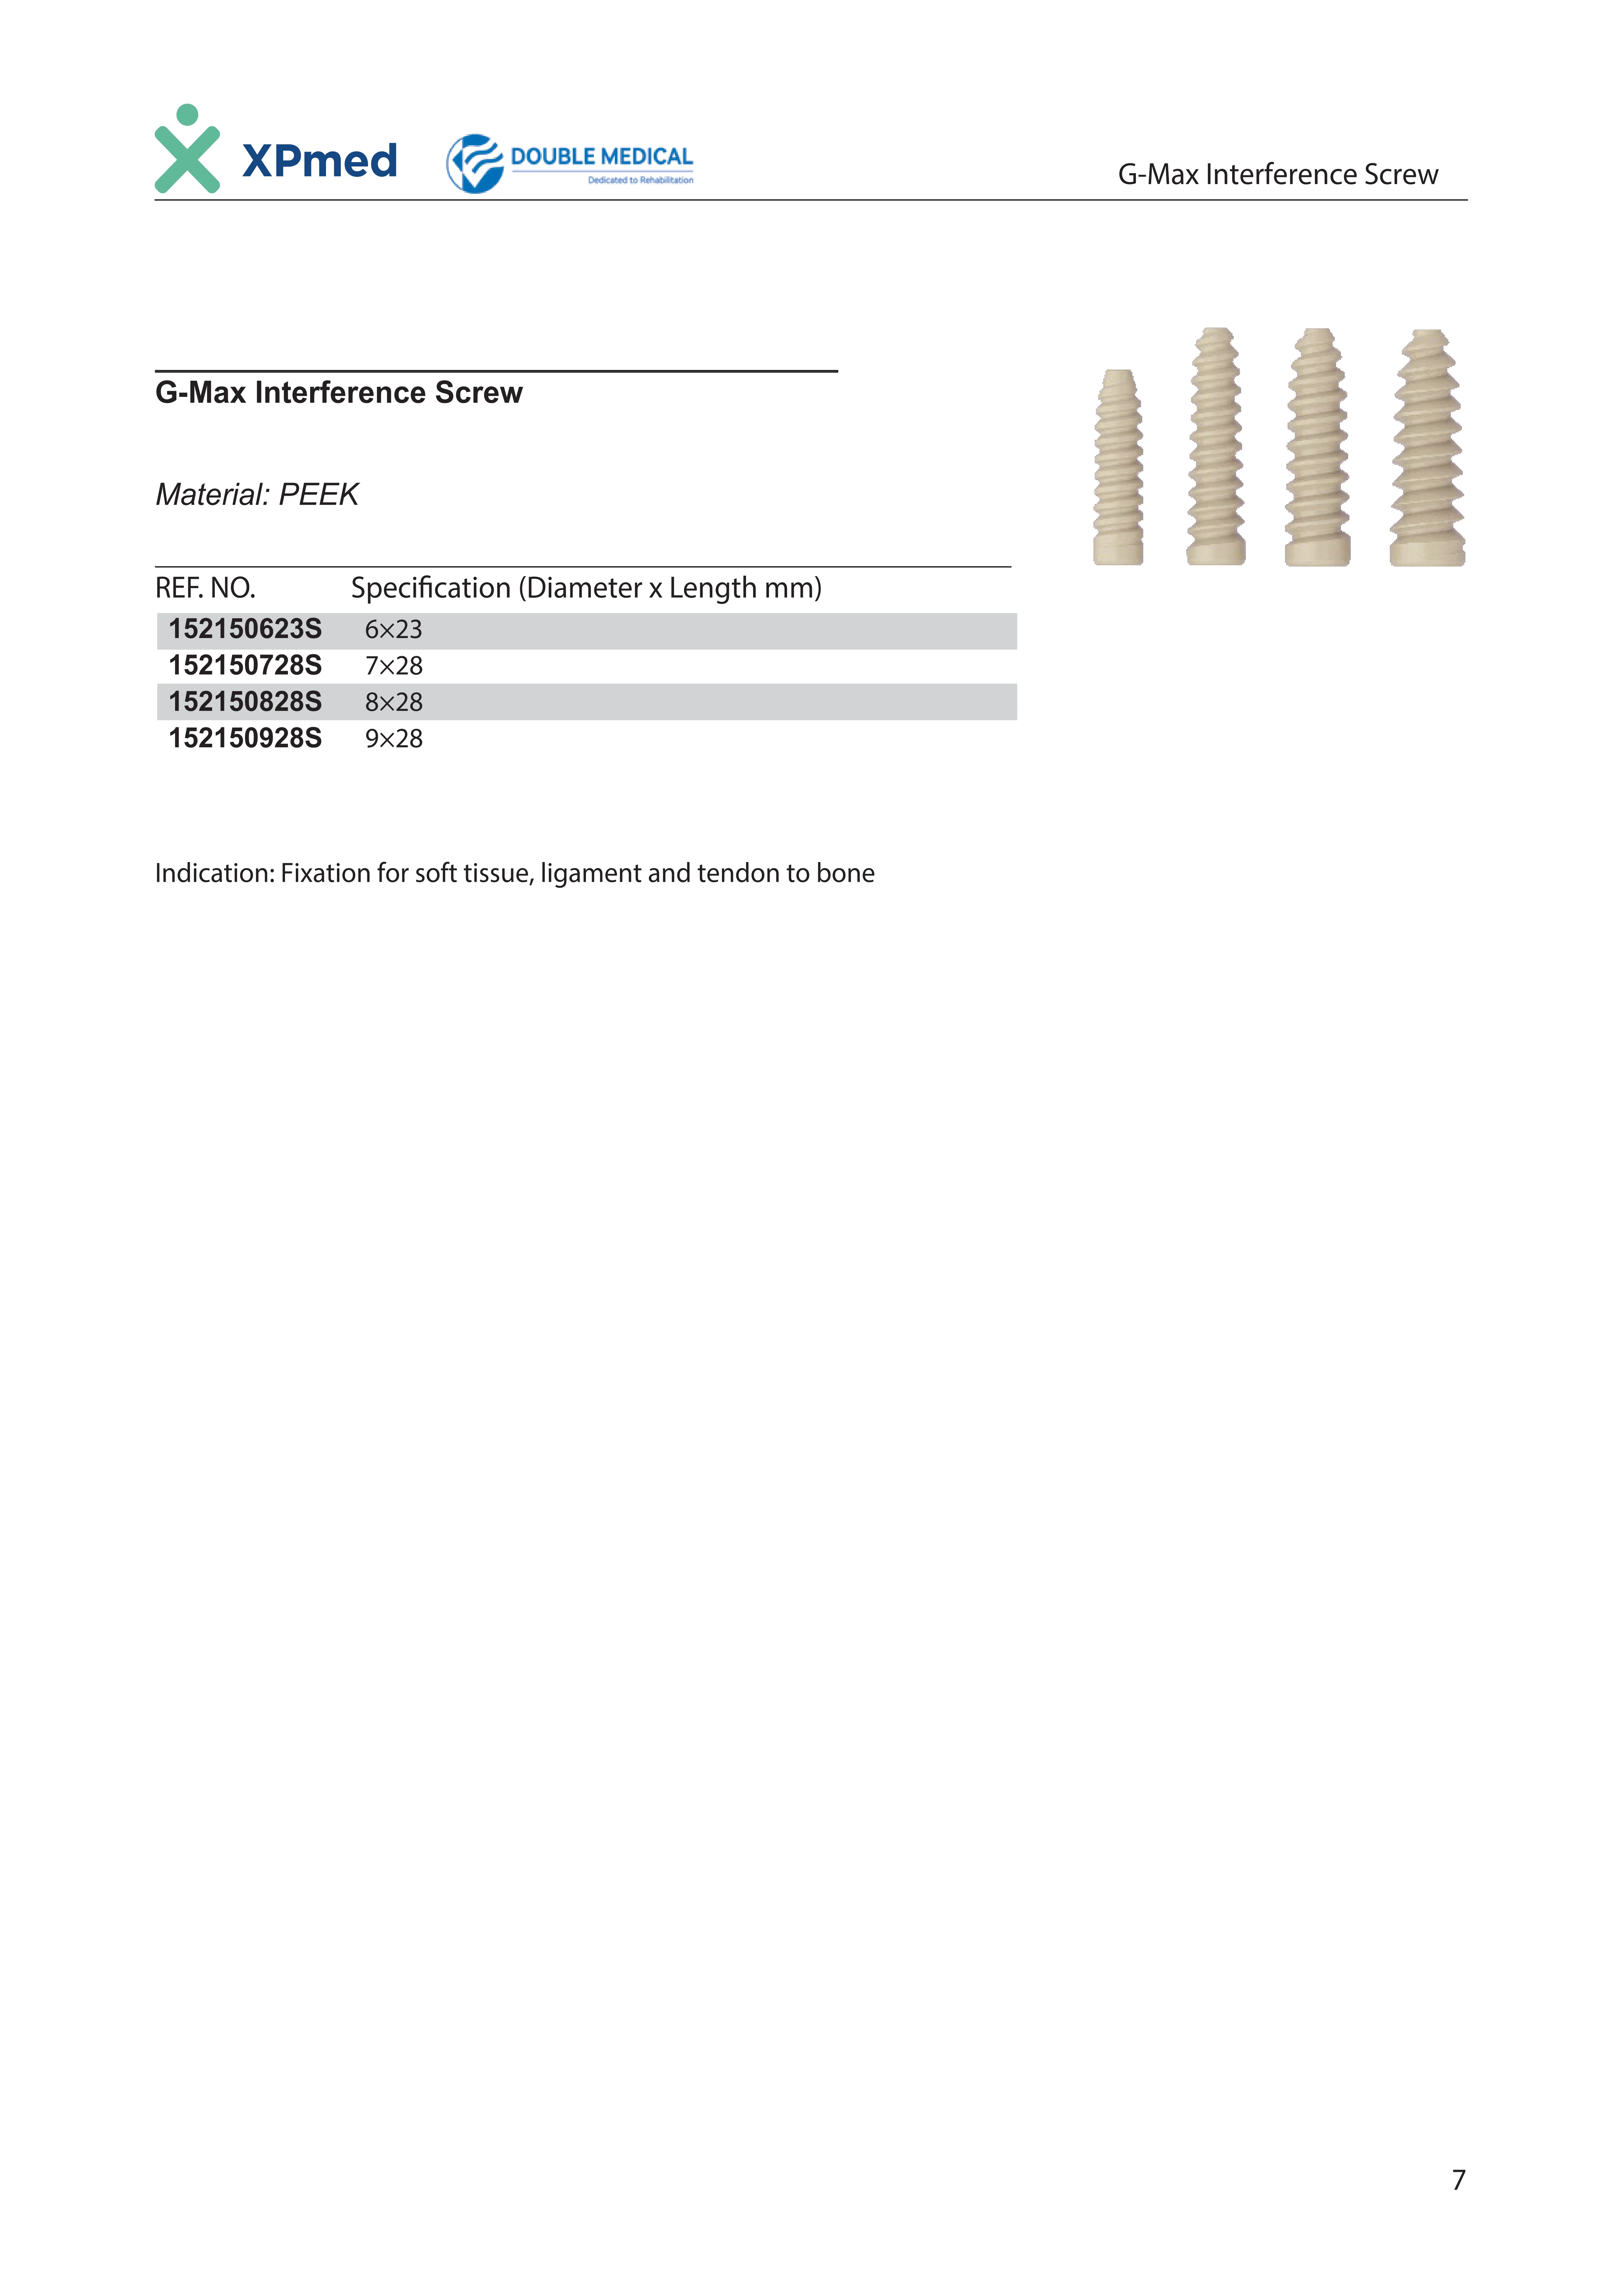 XPmed
DOUBLE MEDICAL
Dedicated to Rehabilitation
G-Max Interference Screw
G-Max Interference Screw
Material: PEEK
REF. NO. Specification (Diameter x Length mm)
152150623S 6×23
152150728S 7×28
152150828S 8×28
152150928S 9×28
Indication: Fixation for soft tissue, ligament and tendon to bone
7